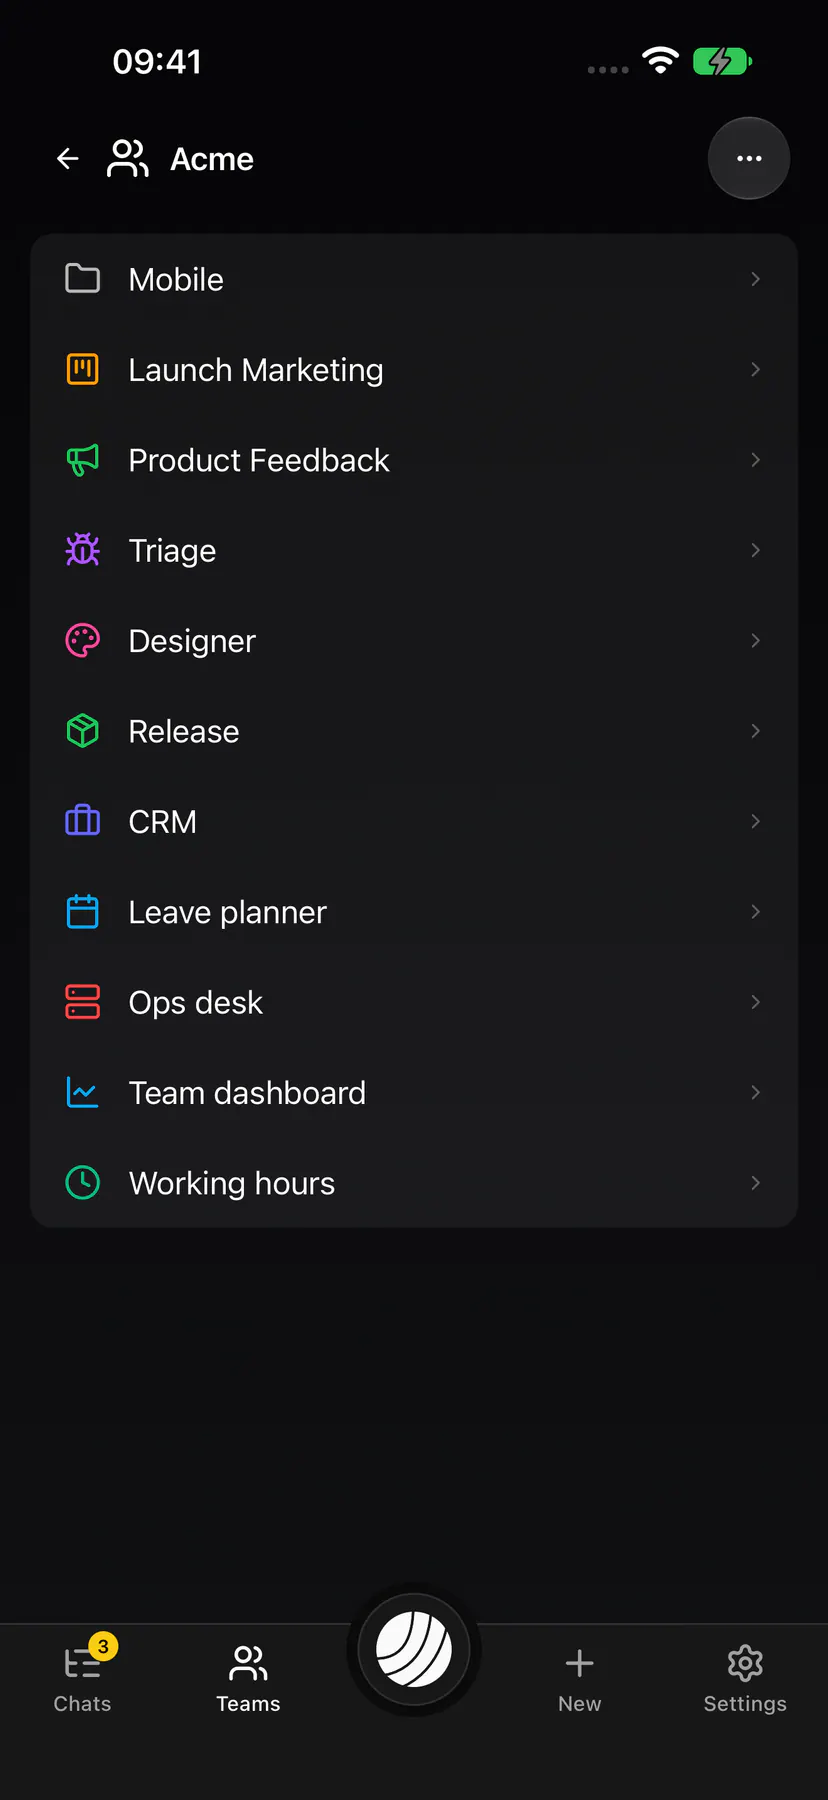 09:41
Acme
Mobile
Launch Marketing
Product Feedback
Triage
Designer
Release
CRM
Leave planner
Ops desk
Team dashboard
Working hours
3
Chats
Teams
New
Settings